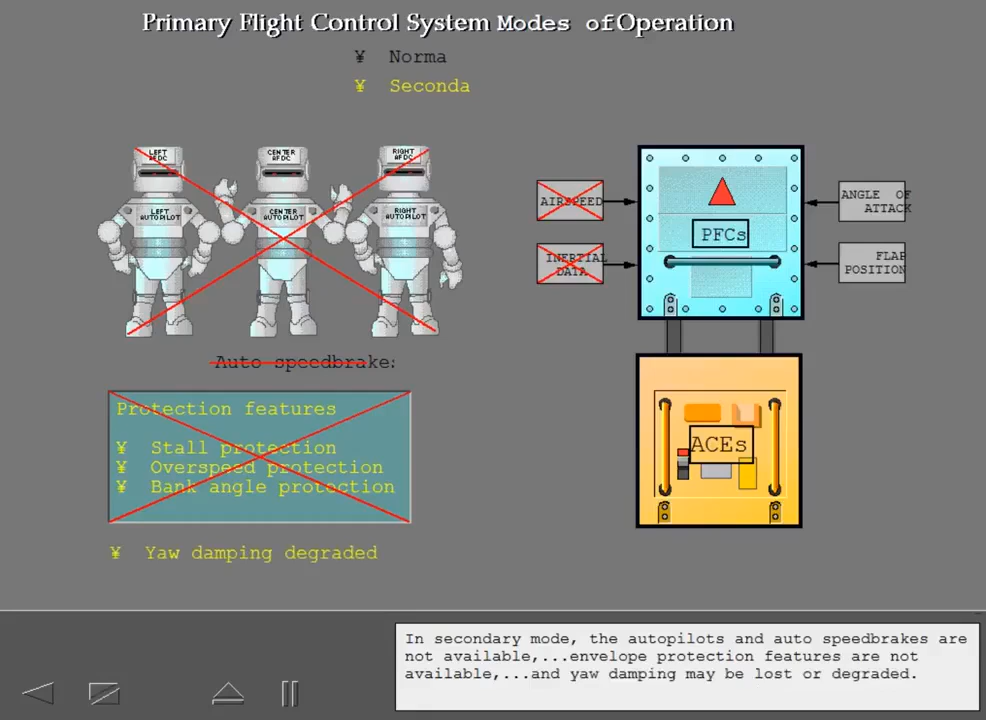 Primary Flight Control System Modes of Operation
¥ Norma
¥ Seconda
LEFT
AFDC
CENTER
AFDC
RIGHT
AFDC
LEFT
AUTOPILOT
CENTER
AUTOPILOT
RIGHT
AUTOPILOT
AIRSPEED
INERTIAL
DATA
PFCs
ANGLE OF
ATTACK
FLAP
POSITION
Auto speedbrake:
Protection features
¥ Stall protection
¥ Overspeed protection
¥ Bank angle protection
ACEs
¥ Yaw damping degraded
In secondary mode, the autopilots and auto speedbrakes are
not available,...envelope protection features are not
available,...and yaw damping may be lost or degraded.